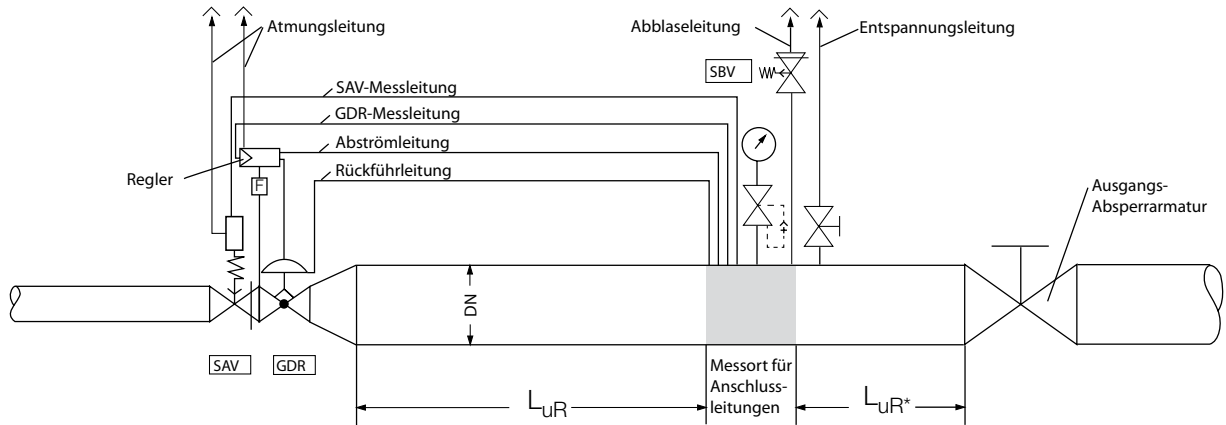 Atmungsleitung
Abblaseleitung
Entspannungsleitung
SBV
SAV-Messleitung
GDR-Messleitung
Abströmleitung
Rückführleitung
Regler
F
Ausgangs-
Absperrarmatur
DN
SAV
GDR
Messort für
Anschluss-
leitungen
LuR
LuR*